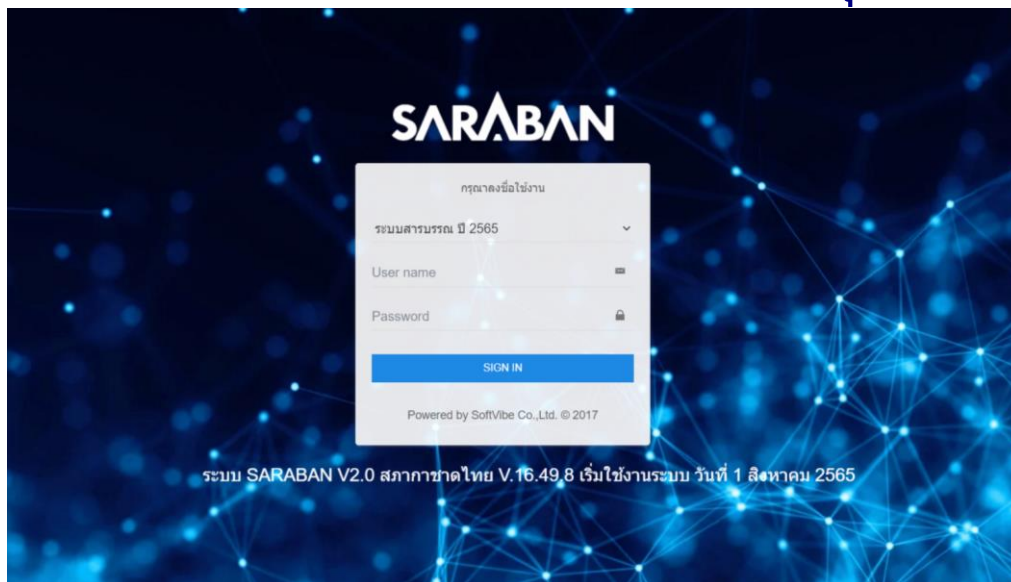 SARABAN
กรุณาลงชื่อใช้งาน
ระบบสารบรรณ ปี 2565
User name
Password
SIGN IN
Powered by SoftVibe Co.,Ltd. © 2017
ระบบ SARABAN V2.0 สภากาชาดไทย V.16.49.8 เริ่มใช้งานระบบ วันที่ 1 สิงหาคม 2565